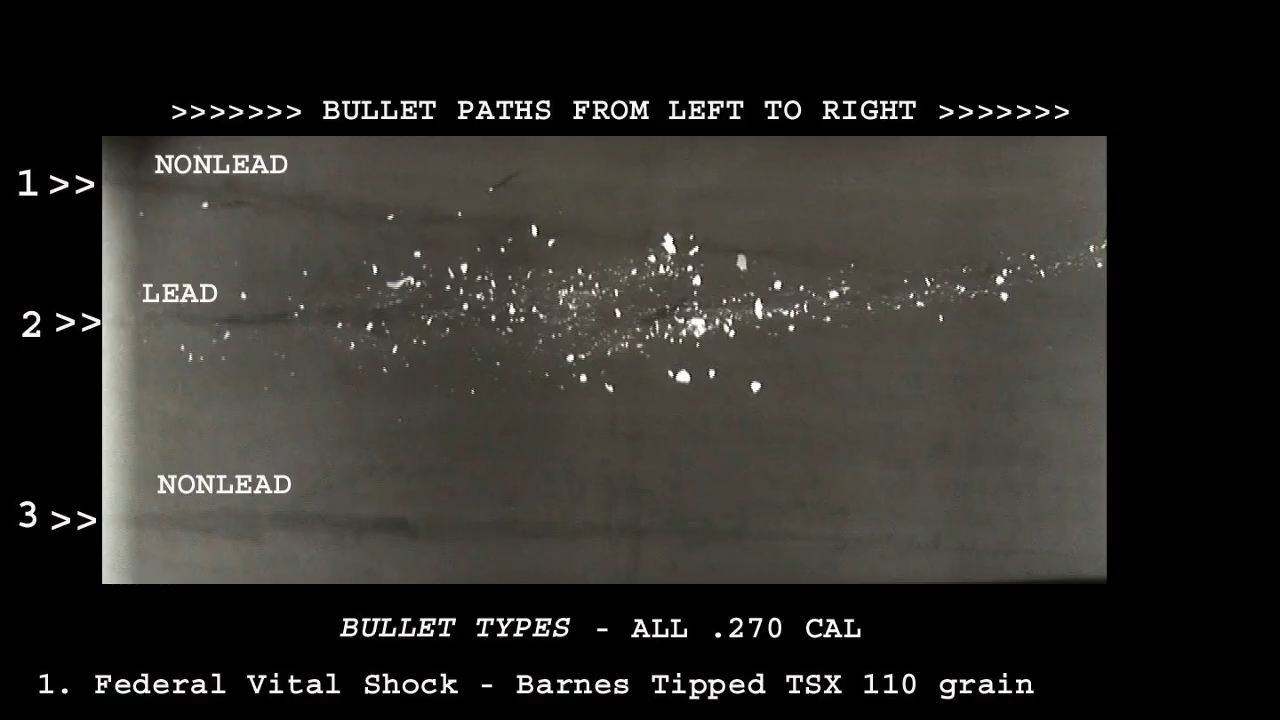 >>>>>>> BULLET PATHS FROM LEFT TO RIGHT >>>>>>>
NONLEAD
1 >>
LEAD
2 >>
NONLEAD
3 >>
BULLET TYPES - ALL .270 CAL
1. Federal Vital Shock - Barnes Tipped TSX 110 grain